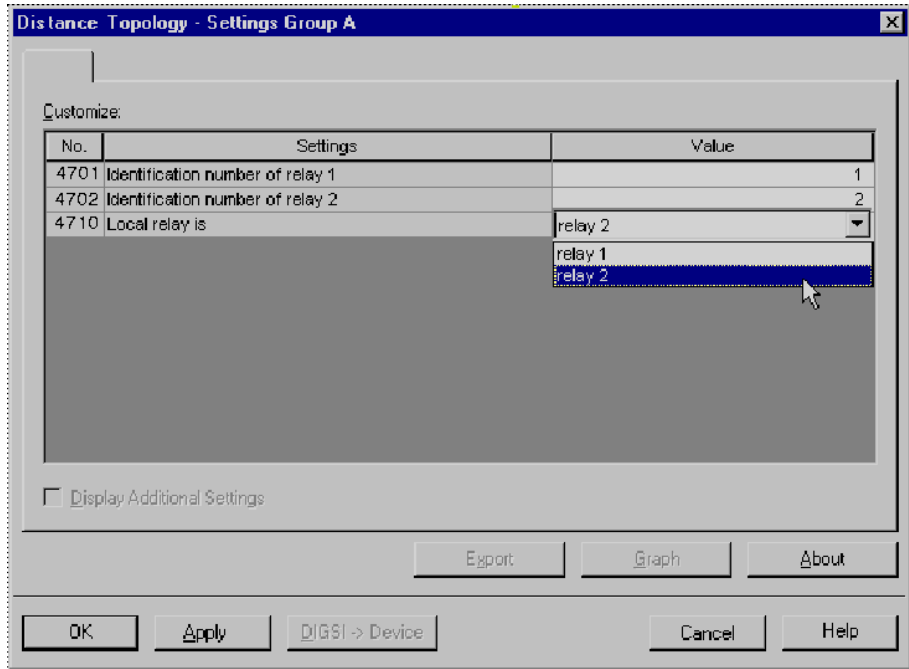 Distance Topology - Settings Group A
Customize:
No. Settings Value
4701 Identification number of relay 1 1
4702 Identification number of relay 2 2
4710 Local relay is relay 2
relay 1
relay 2
Display Additional Settings
Export Graph About
OK Apply DIGSI -> Device Cancel Help